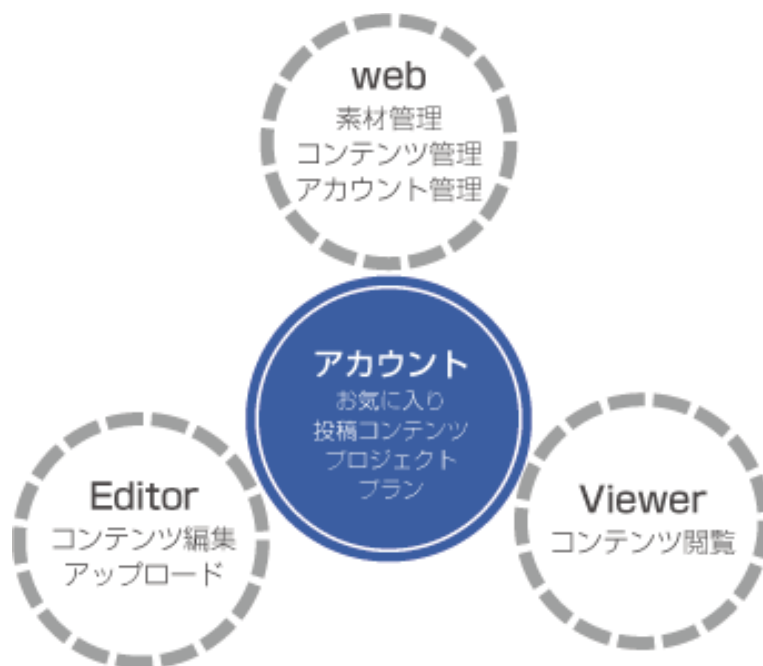 web
素材管理
コンテンツ管理
アカウント管理
アカウント
お気に入り
投稿コンテンツ
プロジェクト
プラン
Editor
コンテンツ編集
アップロード
Viewer
コンテンツ閲覧